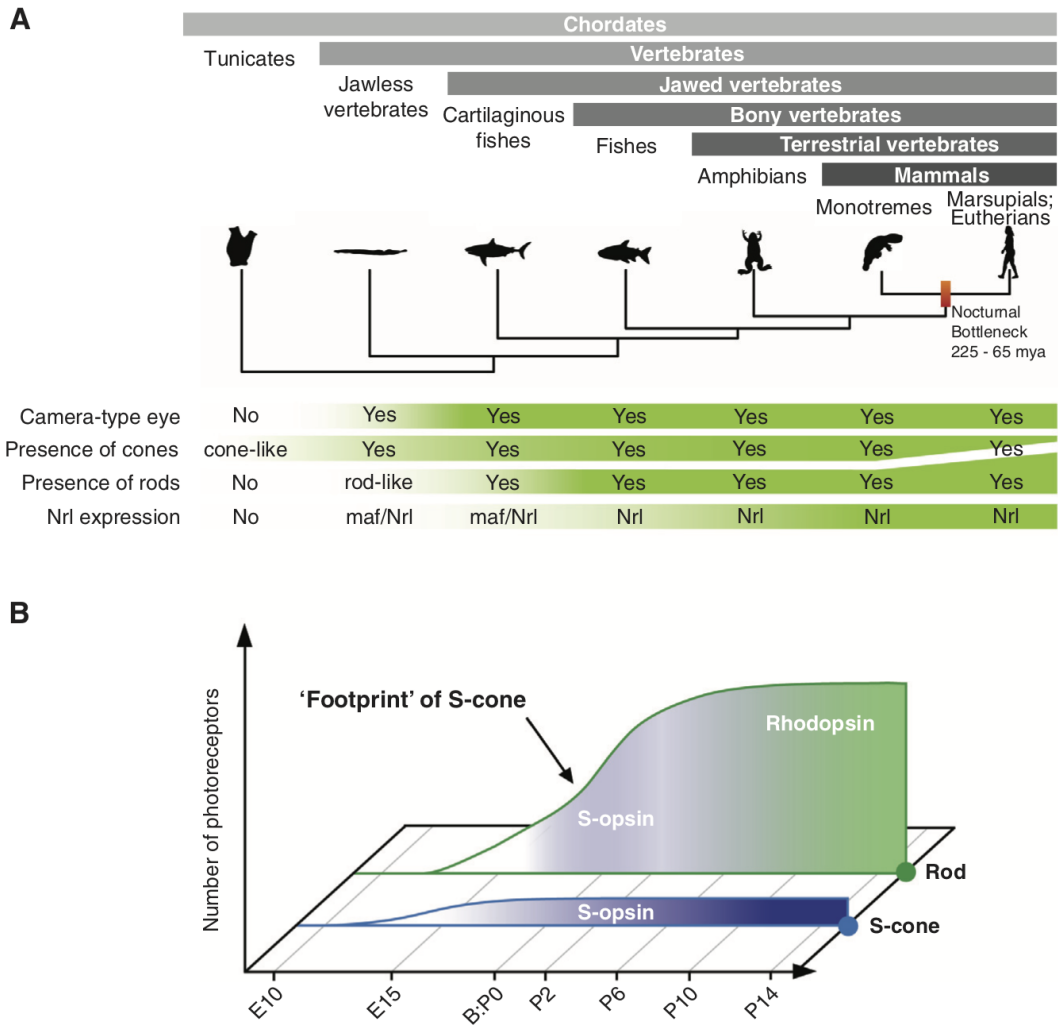 A
Chordates
Tunicates
Vertebrates
Jawless
vertebrates
Jawed vertebrates
Cartilaginous
fishes
Bony vertebrates
Fishes
Terrestrial vertebrates
Amphibians
Mammals
Monotremes
Marsupials;
Eutherians
Nocturnal
Bottleneck
225 - 65 mya
Camera-type eye No Yes Yes Yes Yes Yes Yes
Presence of cones cone-like Yes Yes Yes Yes Yes Yes
Presence of rods No rod-like Yes Yes Yes Yes Yes
Nrl expression No maf/Nrl maf/Nrl Nrl Nrl Nrl Nrl
B
Number of photoreceptors
‘Footprint’ of S-cone
Rhodopsin
S-opsin
Rod
S-opsin
S-cone
E10 E15 B:P0 P2 P6 P10 P14